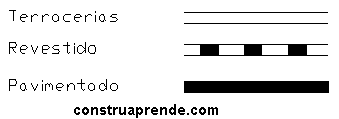 Terracerias
Revestido
Pavimentado
construaprende.com